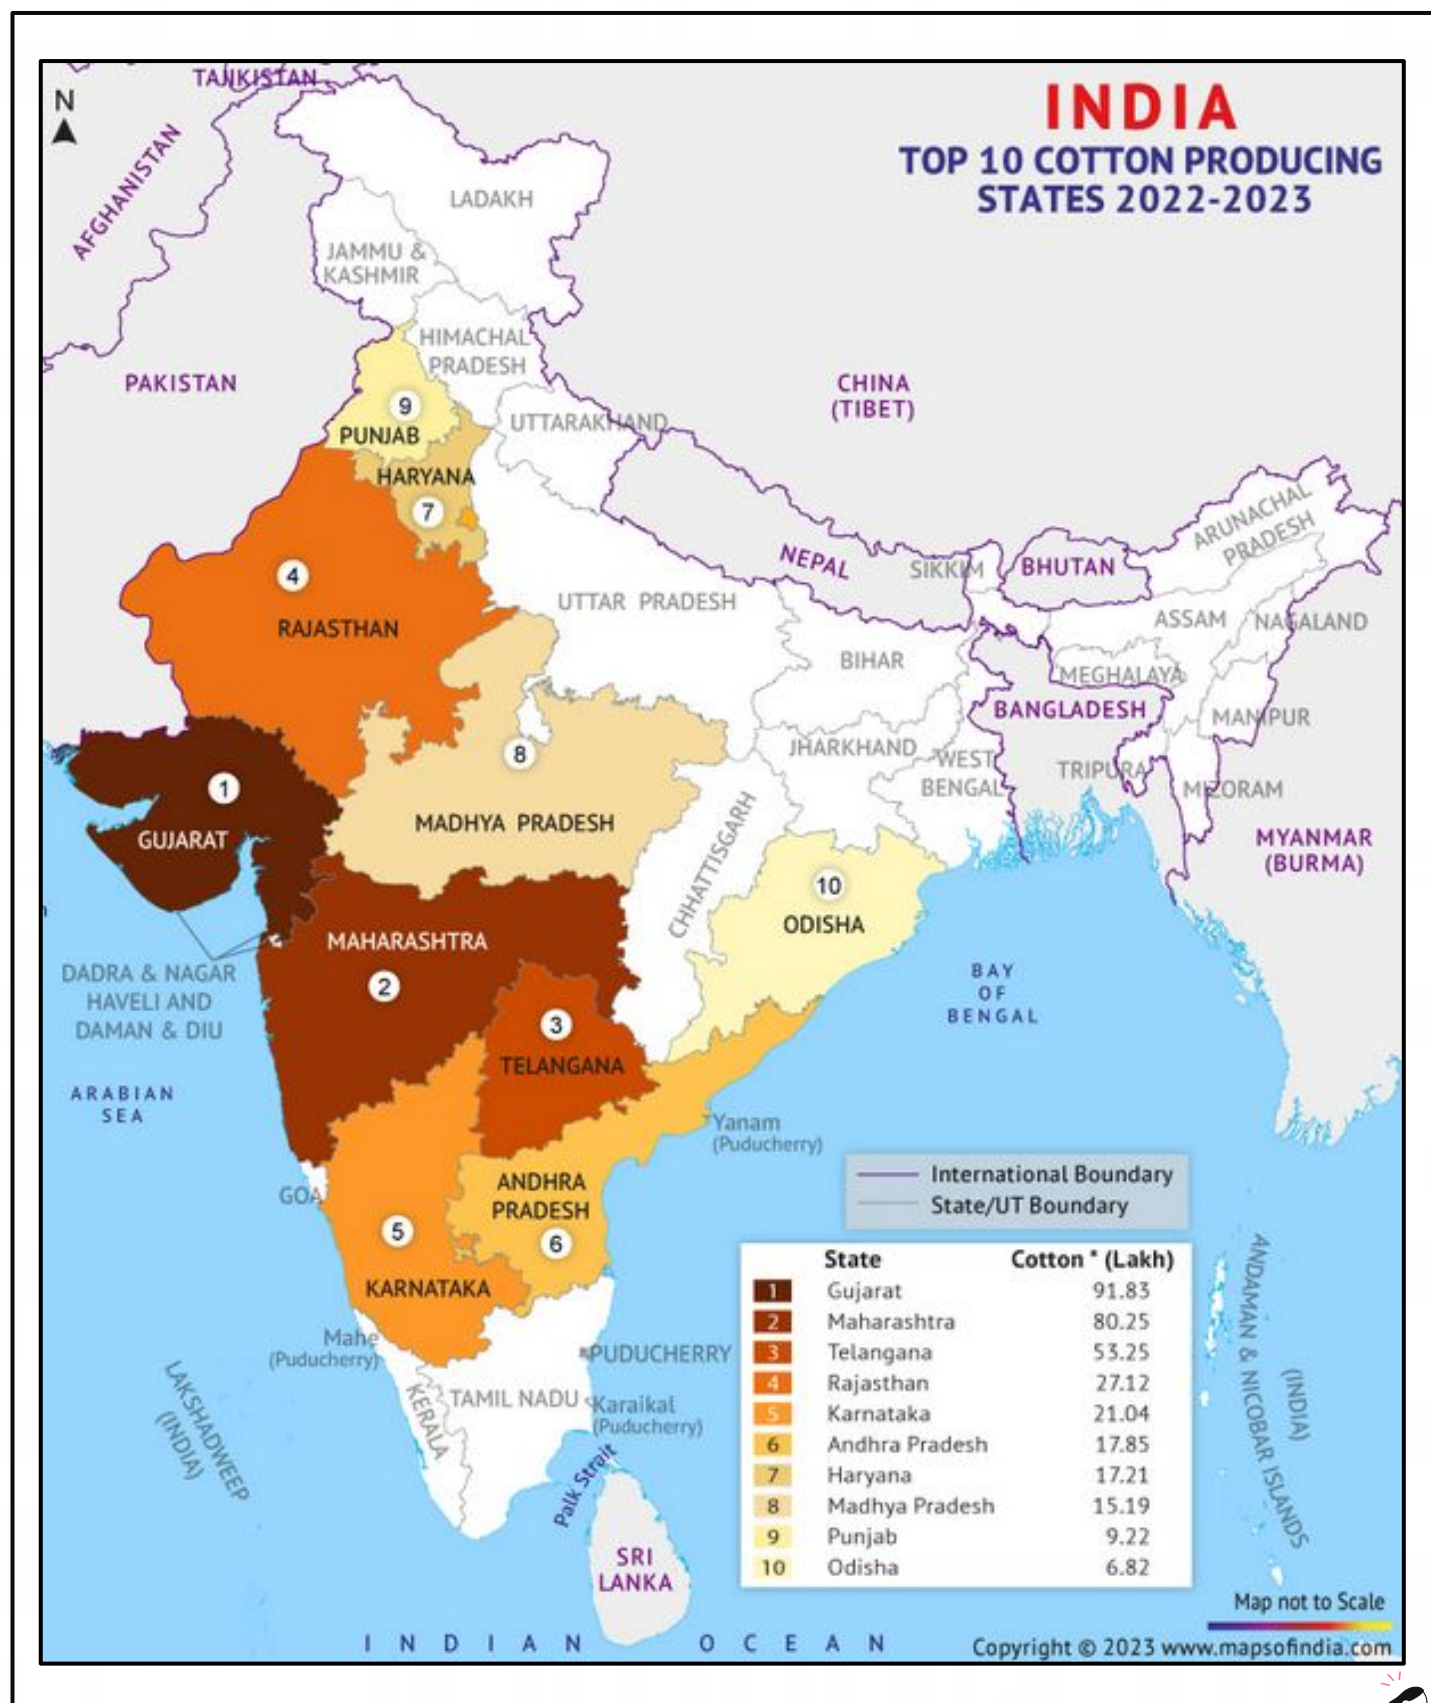 N
INDIA
TOP 10 COTTON PRODUCING
STATES 2022-2023
TAJIKISTAN
AFGHANISTAN
LADAKH
JAMMU &
KASHMIR
HIMACHAL
PRADESH
PAKISTAN
CHINA
(TIBET)
9
PUNJAB
UTTARAKHAND
HARYANA
7
ARUNACHAL
PRADESH
NEPAL
SIKKIM
BHUTAN
4
RAJASTHAN
UTTAR PRADESH
ASSAM
NAGALAND
BIHAR
MEGHALAYA
BANGLADESH
MANIPUR
8
JHARKHAND
WEST
BENGAL
TRIPURA
MIZORAM
1
GUJARAT
MADHYA PRADESH
CHHATTISGARH
MYANMAR
(BURMA)
10
ODISHA
MAHARASHTRA
2
DADRA & NAGAR
HAVELI AND
DAMAN & DIU
BAY
OF
BENGAL
3
TELANGANA
ARABIAN
SEA
Yanam
(Puducherry)
GOA
ANDHRA
PRADESH
6
5
KARNATAKA
International Boundary
State/UT Boundary
Mahe
(Puducherry)
PUDUCHERRY
KERALA
TAMIL NADU
Karaikal
(Puducherry)
LAKSHADWEEP
(INDIA)
Palk Strait
SRI
LANKA
ANDAMAN & NICOBAR ISLANDS
(INDIA)
State Cotton * (Lakh)
1 Gujarat 91.83
2 Maharashtra 80.25
3 Telangana 53.25
4 Rajasthan 27.12
5 Karnataka 21.04
6 Andhra Pradesh 17.85
7 Haryana 17.21
8 Madhya Pradesh 15.19
9 Punjab 9.22
10 Odisha 6.82
INDIAN OCEAN
Map not to Scale
Copyright © 2023 www.mapsofindia.com